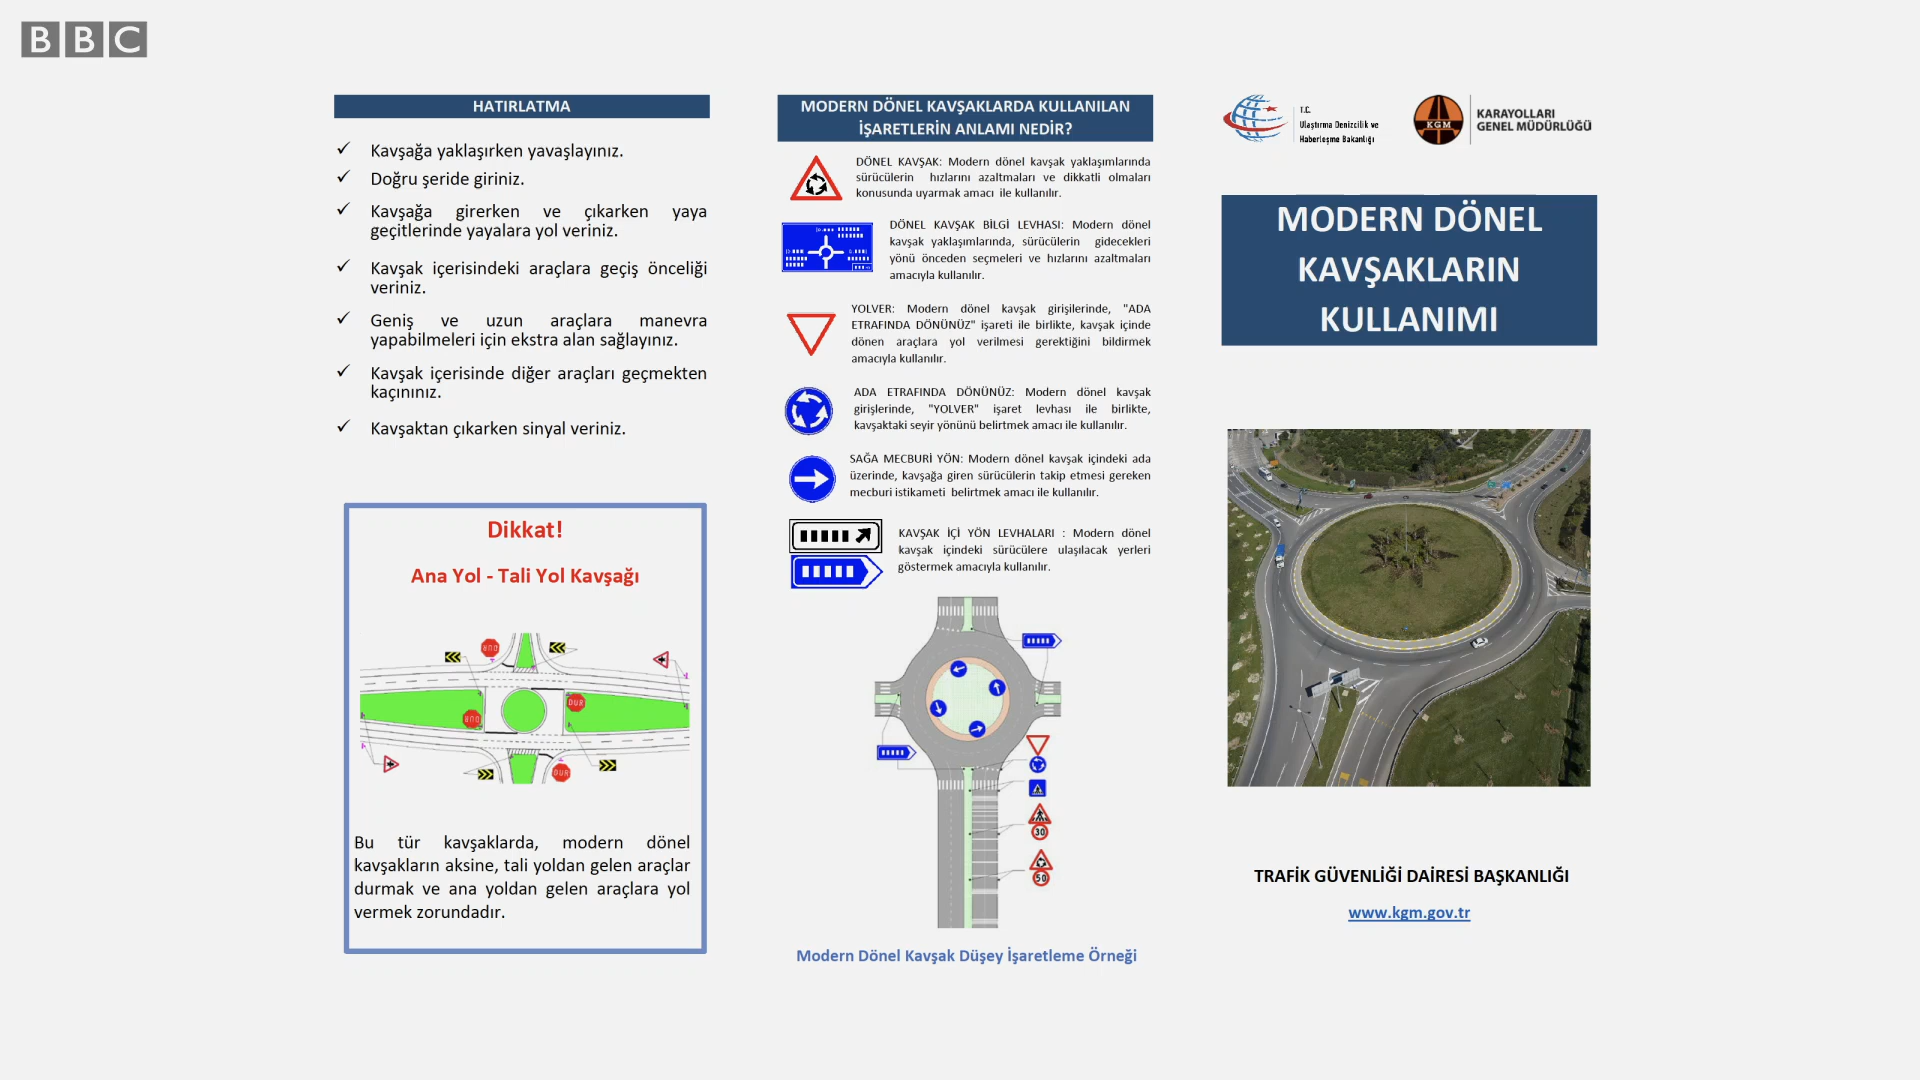 BBC
HATIRLATMA
Kavşağa yaklaşırken yavaşlayınız.
Doğru şeride giriniz.
Kavşağa girerken ve çıkarken yaya
geçitlerinde yayalara yol veriniz.
Kavşak içerisindeki araçlara geçiş önceliği
veriniz.
Geniş ve uzun araçlara manevra
yapabilmeleri için ekstra alan sağlayınız.
Kavşak içerisinde diğer araçları geçmekten
kaçınınız.
Kavşaktan çıkarken sinyal veriniz.
Dikkat!
Ana Yol - Tali Yol Kavşağı
DUR
DUR
DUR
DUR
Bu tür kavşaklarda, modern dönel
kavşakların aksine, tali yoldan gelen araçlar
durmak ve ana yoldan gelen araçlara yol
vermek zorundadır.
MODERN DÖNEL KAVŞAKLARDA KULLANILAN
İŞARETLERİN ANLAMI NEDİR?
DÖNEL KAVŞAK: Modern dönel kavşak yaklaşımlarında
sürücülerin hızlarını azaltmaları ve dikkatli olmaları
konusunda uyarmak amacı ile kullanılır.
DÖNEL KAVŞAK BİLGİ LEVHASI: Modern dönel
kavşak yaklaşımlarında, sürücülerin gidecekleri
yönü önceden seçmeleri ve hızlarını azaltmaları
amacıyla kullanılır.
YOLVER: Modern dönel kavşak girişilerinde, "ADA
ETRAFINDA DÖNÜNÜZ" işareti ile birlikte, kavşak içinde
dönen araçlara yol verilmesi gerektiğini bildirmek
amacıyla kullanılır.
ADA ETRAFINDA DÖNÜNÜZ: Modern dönel kavşak
girişlerinde, "YOLVER" işaret levhası ile birlikte,
kavşaktaki seyir yönünü belirtmek amacı ile kullanılır.
SAĞA MECBURİ YÖN: Modern dönel kavşak içindeki ada
üzerinde, kavşağa giren sürücülerin takip etmesi gereken
mecburi istikameti belirtmek amacı ile kullanılır.
KAVŞAK İÇİ YÖN LEVHALARI : Modern dönel
kavşak içindeki sürücülere ulaşılacak yerleri
göstermek amacıyla kullanılır.
30
50
Modern Dönel Kavşak Düşey İşaretleme Örneği
T.C.
Ulaştırma Denizcilik ve
Haberleşme Bakanlığı
KGM
KARAYOLLARI
GENEL MÜDÜRLÜĞÜ
MODERN DÖNEL
KAVŞAKLARIN
KULLANIMI
TRAFİK GÜVENLİĞİ DAİRESİ BAŞKANLIĞI
www.kgm.gov.tr